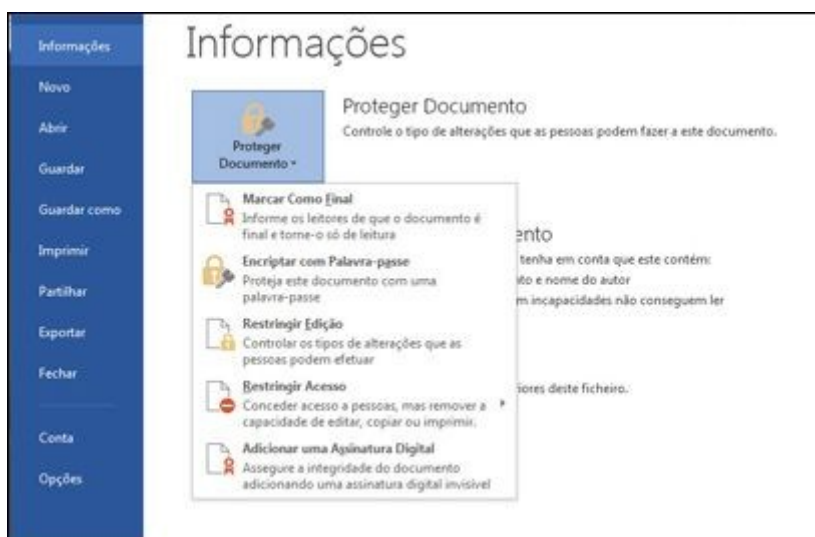 Informações
Novo
Abrir
Guardar
Guardar como
Imprimir
Partilhar
Exportar
Fechar
Conta
Opções
Informações
Proteger Documento
Proteger Documento
Controle o tipo de alterações que as pessoas podem fazer a este documento.
Marcar Como Final
Informe os leitores de que o documento é
final e torne-o só de leitura
Encriptar com Palavra-passe
Proteja este documento com uma
palavra-passe
Restringir Edição
Controlar os tipos de alterações que as
pessoas podem efetuar
Restringir Acesso
Conceder acesso a pessoas, mas remover a
capacidade de editar, copiar ou imprimir.
Adicionar uma Assinatura Digital
Assegure a integridade do documento
adicionando uma assinatura digital invisível
ento
tenha em conta que este contém:
to e nome do autor
m incapacidades não conseguem ler
iores deste ficheiro.